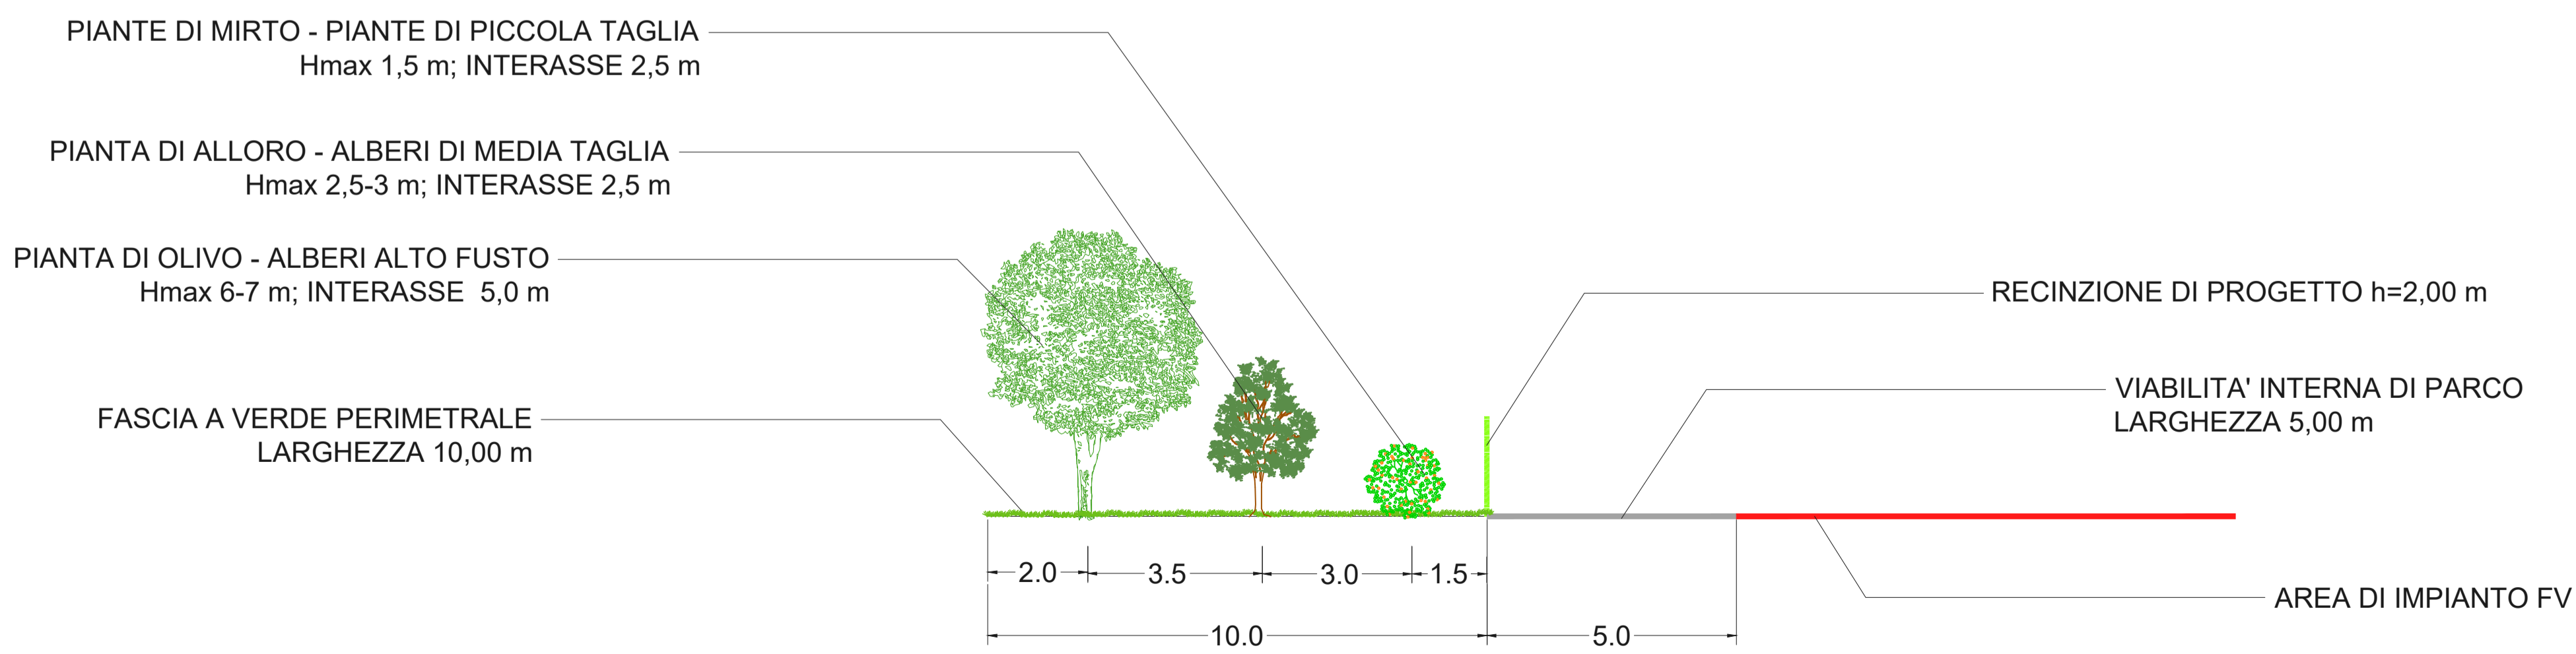 PIANTE DI MIRTO - PIANTE DI PICCOLA TAGLIA
Hmax 1,5 m; INTERASSE 2,5 m
PIANTA DI ALLORO - ALBERI DI MEDIA TAGLIA
Hmax 2,5-3 m; INTERASSE 2,5 m
PIANTA DI OLIVO - ALBERI ALTO FUSTO
Hmax 6-7 m; INTERASSE 5,0 m
FASCIA A VERDE PERIMETRALE
LARGHEZZA 10,00 m
RECINZIONE DI PROGETTO h=2,00 m
VIABILITA' INTERNA DI PARCO
LARGHEZZA 5,00 m
AREA DI IMPIANTO FV
2.0 3.5 3.0 1.5
10.0 5.0